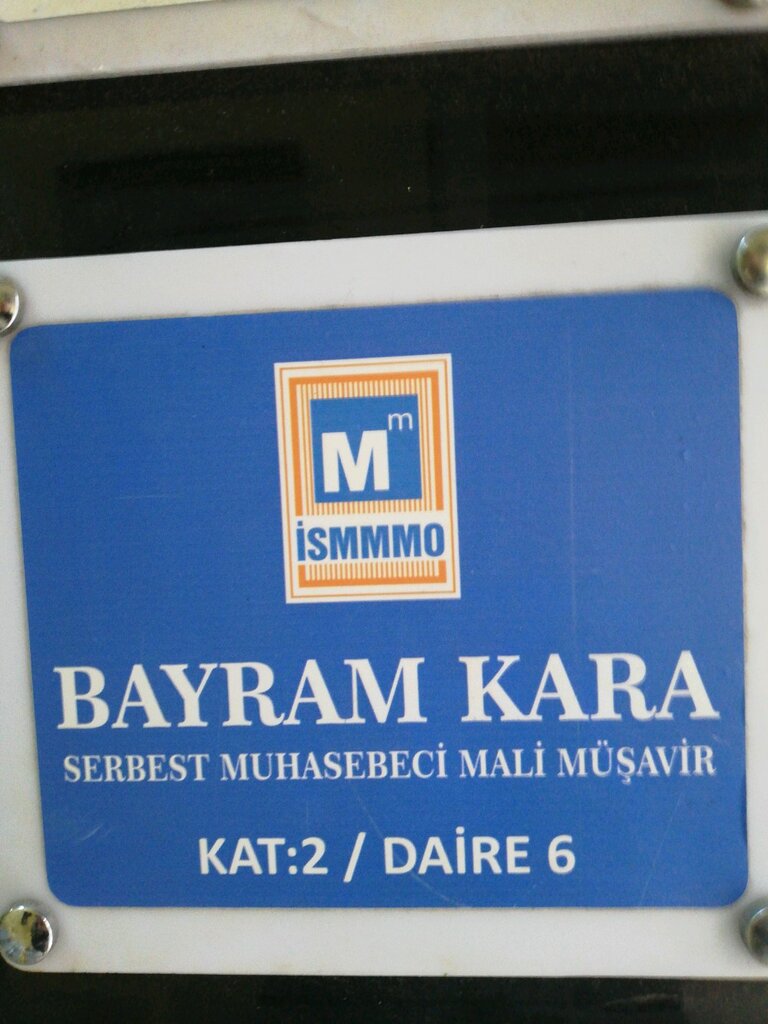 Mm
İSMMMO
BAYRAM KARA
SERBEST MUHASEBECİ MALİ MÜŞAVİR
KAT:2 / DAİRE 6